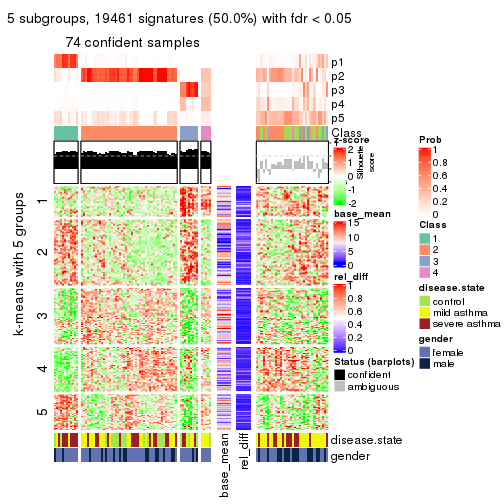 5 subgroups, 19461 signatures (50.0%) with fdr < 0.05
74 confident samples
p1
p2
p3
p4
p5
Class
z-score
2
1
0
-1
-2
Silhouette
score
base_mean
15
10
5
0
rel_diff
1
0.8
0.6
0.4
0.2
0
Status (barplots)
confident
ambiguous
Prob
1
0.8
0.6
0.4
0.2
0
Class
1
2
3
4
disease.state
control
mild asthma
severe asthma
gender
female
male
k-means with 5 groups
1
2
3
4
5
disease.state
gender
base_mean
rel_diff